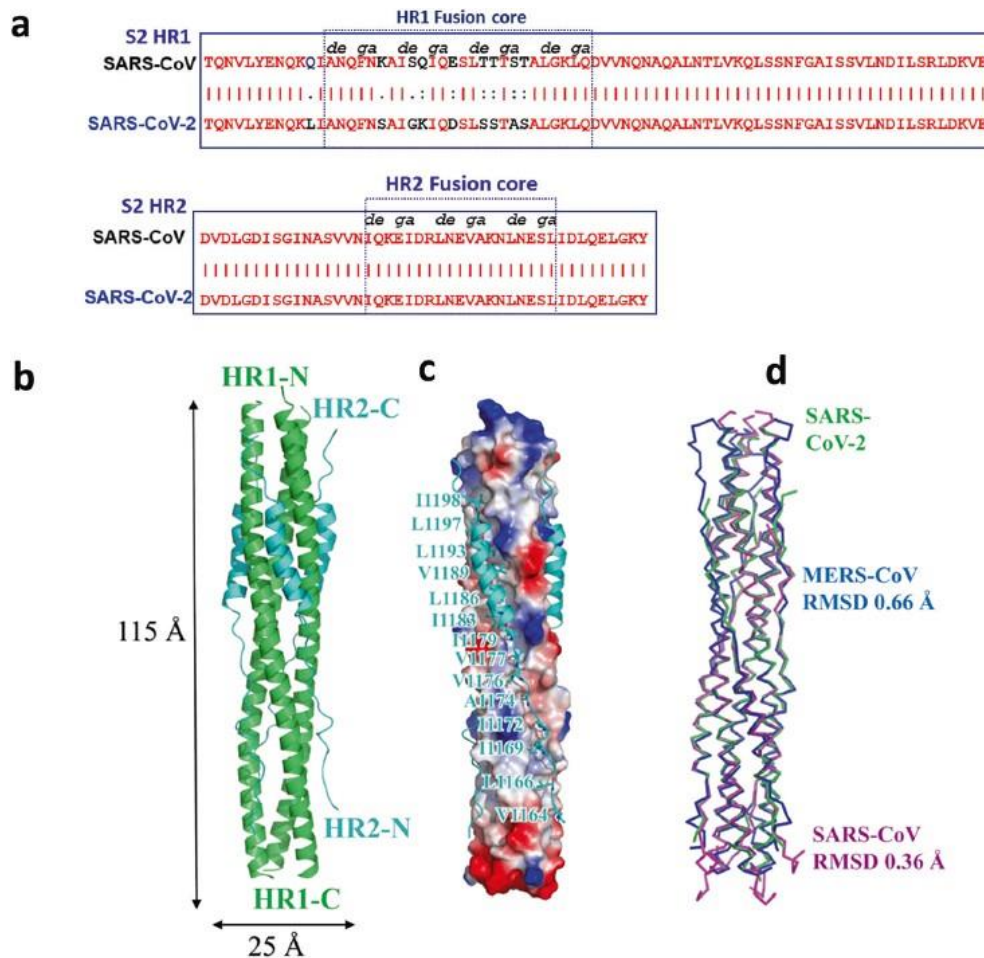 a
HR1 Fusion core
de ga de ga de ga de ga
S2 HR1
SARS-CoV TQNVLYENQKQIANQFNKAISQIQESLTTTSTALGKLQDVVNQNAQALNTLVKQLSSNFGAISSVLNDILSRLDKVE
||||||||||.||||||.||.:||:||::|::|||||||||||||||||||||||||||||||||||||||||||||
SARS-CoV-2 TQNVLYENQKLIANQFNSAIGKIQDSLSSTASALGKLQDVVNQNAQALNTLVKQLSSNFGAISSVLNDILSRLDKVE
HR2 Fusion core
de ga de ga de ga
S2 HR2
SARS-CoV DVDLGDISGINASVVNIQKEIDRLNEVAKNLNESLIDLQELGKY
||||||||||||||||||||||||||||||||||||||||||||
SARS-CoV-2 DVDLGDISGINASVVNIQKEIDRLNEVAKNLNESLIDLQELGKY
b
HR1-N
HR2-C
115 Å
HR2-N
HR1-C
25 Å
c
I1198
L1197
L1193
V1189
L1186
I1183
I1179
V1177
V1176
A1174
I1172
I1169
L1166
V1164
d
SARS-
CoV-2
MERS-CoV
RMSD 0.66 Å
SARS-CoV
RMSD 0.36 Å